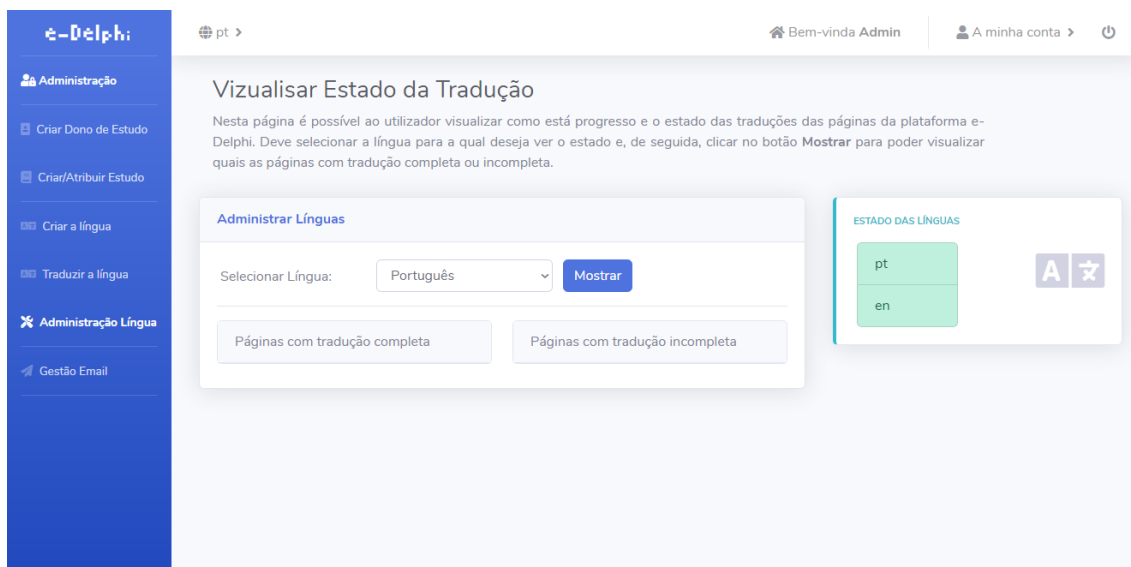 e-Delphi
pt
Bem-vinda Admin
A minha conta
Administração
Criar Dono de Estudo
Criar/Atribuir Estudo
Criar a língua
Traduzir a língua
Administração Língua
Gestão Email
Vizualisar Estado da Tradução
Nesta página é possível ao utilizador visualizar como está progresso e o estado das traduções das páginas da plataforma e-
Delphi. Deve selecionar a língua para a qual deseja ver o estado e, de seguida, clicar no botão Mostrar para poder visualizar
quais as páginas com tradução completa ou incompleta.
Administrar Línguas
Selecionar Língua:
Português
Mostrar
Páginas com tradução completa
Páginas com tradução incompleta
ESTADO DAS LÍNGUAS
pt
en
A 文